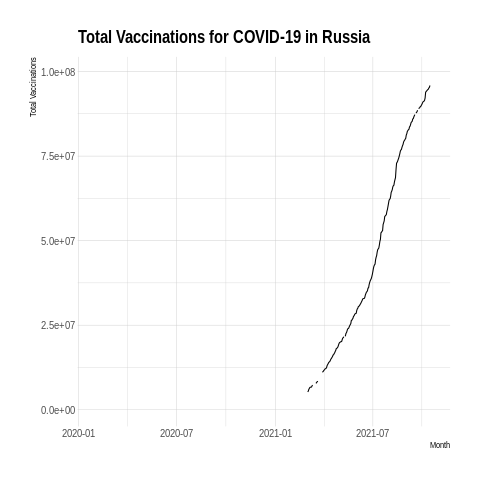 Total Vaccinations for COVID-19 in Russia
Total Vaccinations
1.0e+08
7.5e+07
5.0e+07
2.5e+07
0.0e+00
2020-01
2020-07
2021-01
2021-07
Month